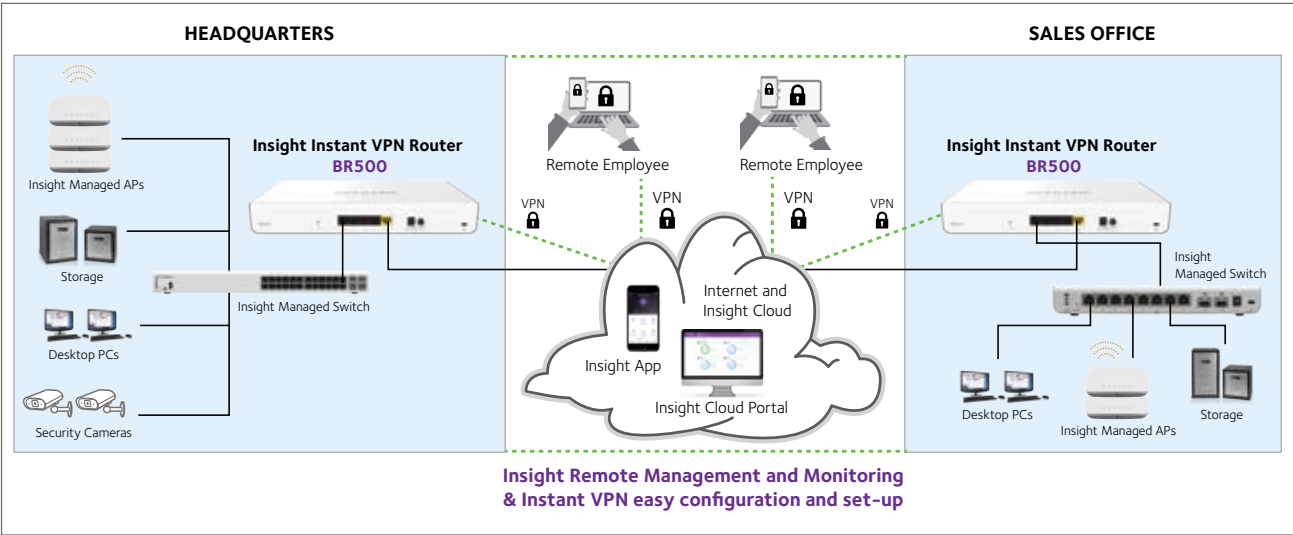 HEADQUARTERS
SALES OFFICE
Insight Managed APs
Insight Instant VPN Router
BR500
Storage
Insight Managed Switch
Desktop PCs
Security Cameras
Remote Employee
Remote Employee
VPN
VPN
VPN
VPN
Internet and
Insight Cloud
Insight App
Insight Cloud Portal
Insight Instant VPN Router
BR500
Insight
Managed Switch
Desktop PCs
Insight Managed APs
Storage
Insight Remote Management and Monitoring
& Instant VPN easy configuration and set-up